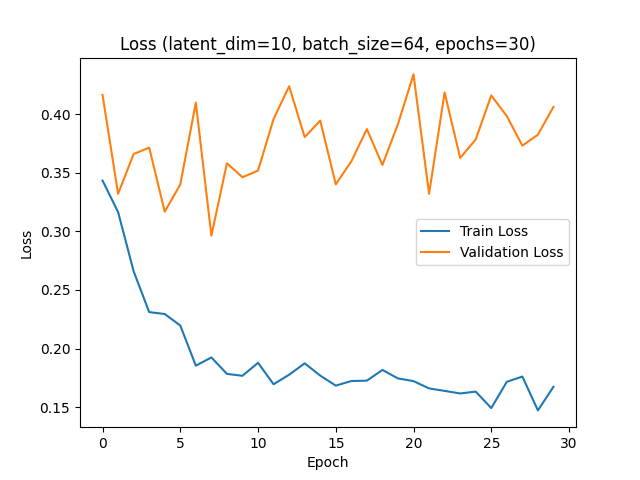 Loss (latent_dim=10, batch_size=64, epochs=30)
0.40
0.35
0.30
0.25
0.20
0.15
Loss
Train Loss
Validation Loss
0 5 10 15 20 25 30
Epoch